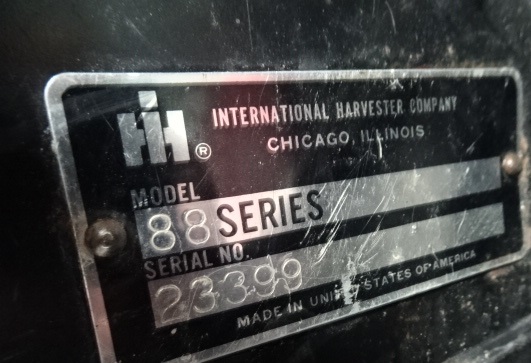 IH®
INTERNATIONAL HARVESTER COMPANY
CHICAGO, ILLINOIS
MODEL
88 SERIES
SERIAL NO.
23399
MADE IN UNITED STATES OF AMERICA